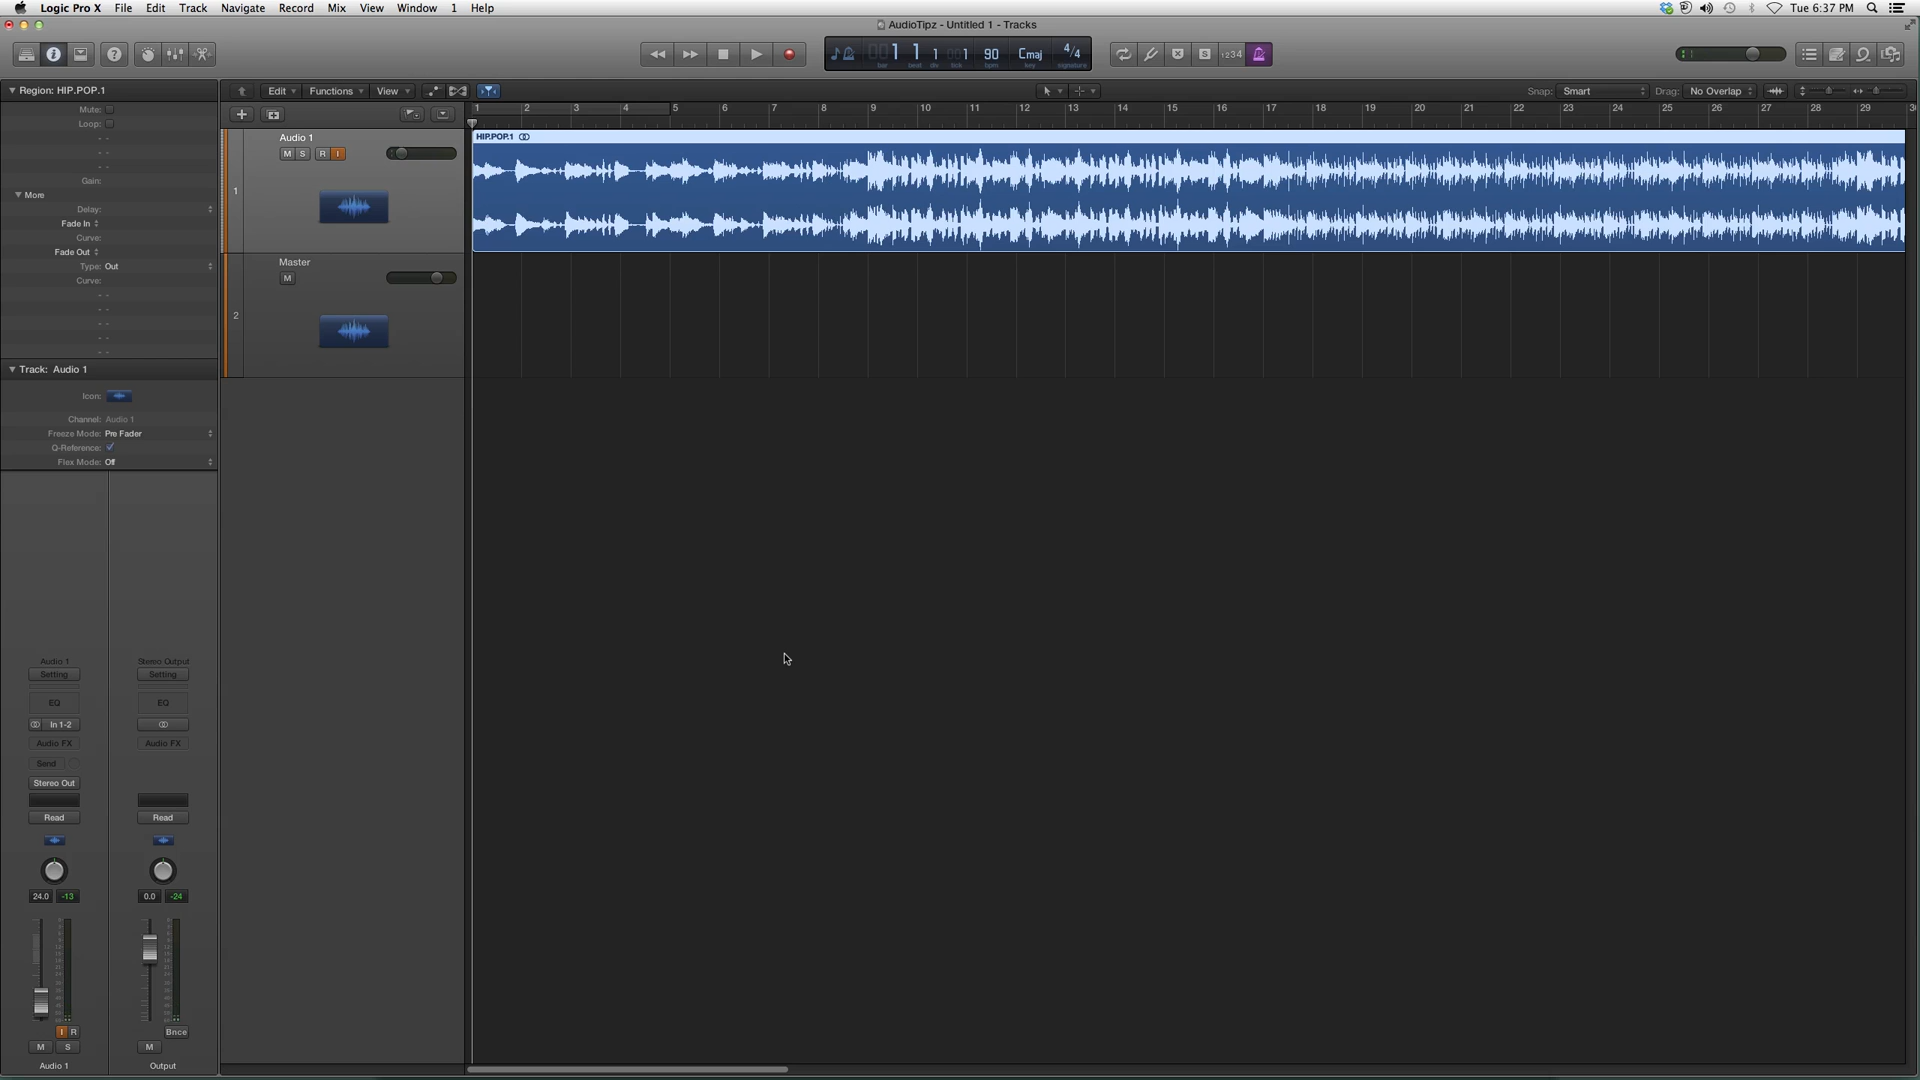 Logic Pro X File Edit Track Navigate Record Mix View Window 1 Help Tue 6:37 PM
AudioTipz - Untitled 1 - Tracks
1 1 1 1 90 Cmaj 4/4
bar beat div tick bpm key signature
S 1234
Region: HIP.POP.1 Edit Functions View Snap: Smart Drag: No Overlap
Mute:
Loop:
Gain:
More
Delay:
Fade In
Curve:
Fade Out
Type: Out
Curve:
1 2 3 4 5 6 7 8 9 10 11 12 13 14 15 16 17 18 19 20 21 22 23 24 25 26 27 28 29
Audio 1
M S R I
1
HIP.POP.1
Master
M
2
Track: Audio 1
Icon:
Channel: Audio 1
Freeze Mode: Pre Fader
Q-Reference:
Flex Mode: Off
Audio 1 Stereo Output
Setting Setting
EQ EQ
In 1-2
Audio FX Audio FX
Send
Stereo Out
Read Read
24.0 -13 0.0 -24
I R Bnce
M S M
Audio 1 Output